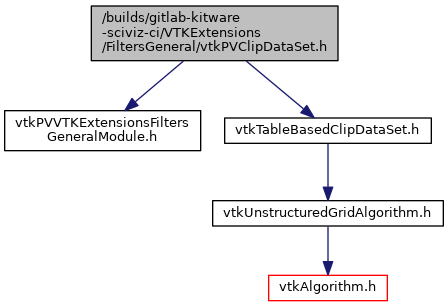 /builds/gitlab-kitware
-sciviz-ci/VTKExtensions
/FiltersGeneral/vtkPVClipDataSet.h
vtkPVVTKExtensionsFilters
GeneralModule.h
vtkTableBasedClipDataSet.h
vtkUnstructuredGridAlgorithm.h
vtkAlgorithm.h